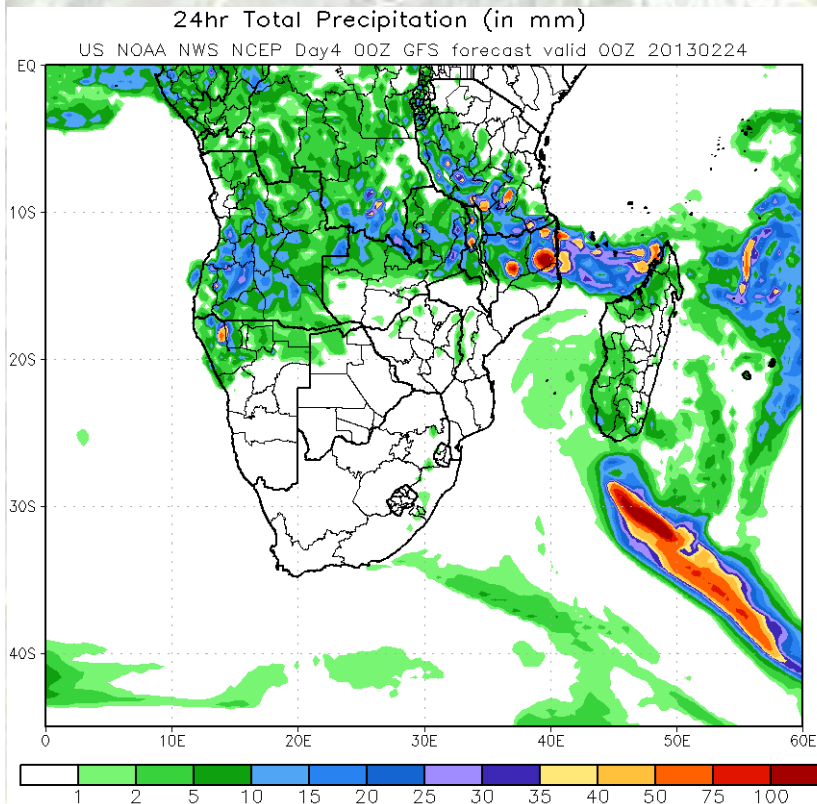 24hr Total Precipitation (in mm)
US NOAA NWS NCEP Day4 00Z GFS forecast valid 00Z 20130224
EQ
10S
20S
30S
40S
0 10E 20E 30E 40E 50E 60E
1 2 5 10 15 20 25 30 35 40 50 75 100